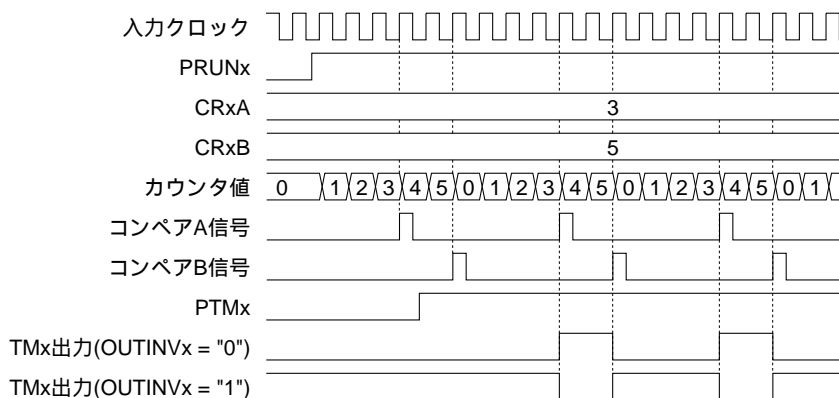 入力クロック
PRUNx
CRxA 3
CRxB 5
カウンタ値 0 1 2 3 4 5 0 1 2 3 4 5 0 1 2 3 4 5 0 1
コンペアA信号
コンペアB信号
PTMx
TMx出力(OUTINVx = "0")
TMx出力(OUTINVx = "1")